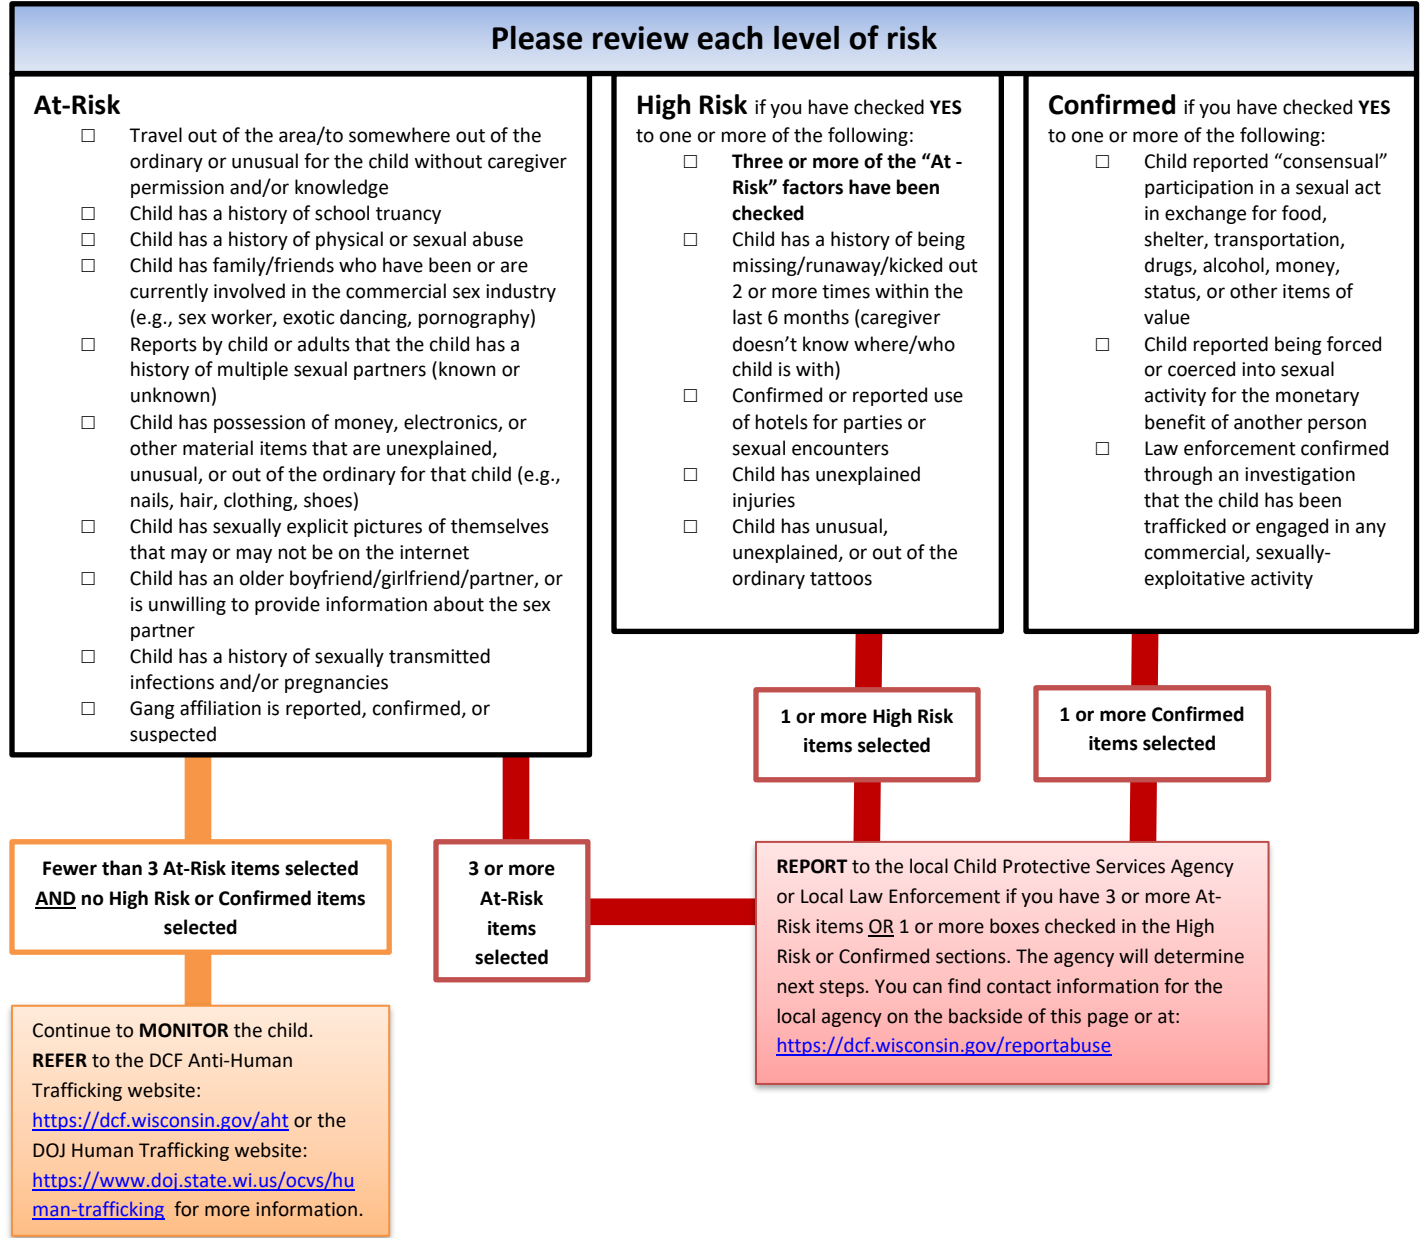 Please review each level of risk
At-Risk
☐ Travel out of the area/to somewhere out of the
ordinary or unusual for the child without caregiver
permission and/or knowledge
☐ Child has a history of school truancy
☐ Child has a history of physical or sexual abuse
☐ Child has family/friends who have been or are
currently involved in the commercial sex industry
(e.g., sex worker, exotic dancing, pornography)
☐ Reports by child or adults that the child has a
history of multiple sexual partners (known or
unknown)
☐ Child has possession of money, electronics, or
other material items that are unexplained,
unusual, or out of the ordinary for that child (e.g.,
nails, hair, clothing, shoes)
☐ Child has sexually explicit pictures of themselves
that may or may not be on the internet
☐ Child has an older boyfriend/girlfriend/partner, or
is unwilling to provide information about the sex
partner
☐ Child has a history of sexually transmitted
infections and/or pregnancies
☐ Gang affiliation is reported, confirmed, or
suspected
High Risk if you have checked YES
to one or more of the following:
☐ Three or more of the “At -
Risk” factors have been
checked
☐ Child has a history of being
missing/runaway/kicked out
2 or more times within the
last 6 months (caregiver
doesn’t know where/who
child is with)
☐ Confirmed or reported use
of hotels for parties or
sexual encounters
☐ Child has unexplained
injuries
☐ Child has unusual,
unexplained, or out of the
ordinary tattoos
Confirmed if you have checked YES
to one or more of the following:
☐ Child reported “consensual”
participation in a sexual act
in exchange for food,
shelter, transportation,
drugs, alcohol, money,
status, or other items of
value
☐ Child reported being forced
or coerced into sexual
activity for the monetary
benefit of another person
☐ Law enforcement confirmed
through an investigation
that the child has been
trafficked or engaged in any
commercial, sexually-
exploitative activity
1 or more High Risk
items selected
1 or more Confirmed
items selected
Fewer than 3 At-Risk items selected
AND no High Risk or Confirmed items
selected
3 or more
At-Risk
items
selected
REPORT to the local Child Protective Services Agency
or Local Law Enforcement if you have 3 or more At-
Risk items OR 1 or more boxes checked in the High
Risk or Confirmed sections. The agency will determine
next steps. You can find contact information for the
local agency on the backside of this page or at:
https://dcf.wisconsin.gov/reportabuse
Continue to MONITOR the child.
REFER to the DCF Anti-Human
Trafficking website:
https://dcf.wisconsin.gov/aht or the
DOJ Human Trafficking website:
https://www.doj.state.wi.us/ocvs/hu
man-trafficking for more information.